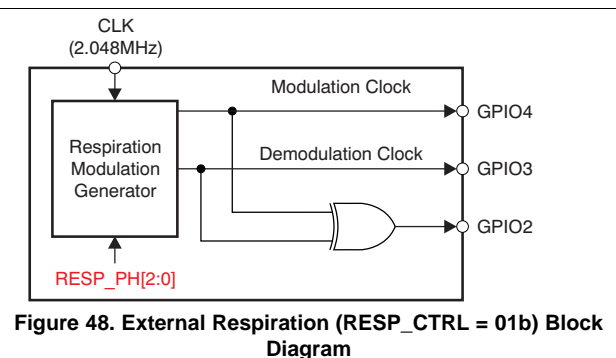 CLK
(2.048MHz)
Modulation Clock
GPIO4
Respiration
Modulation
Generator
Demodulation Clock
GPIO3
GPIO2
RESP_PH[2:0]
Figure 48. External Respiration (RESP_CTRL = 01b) Block
Diagram